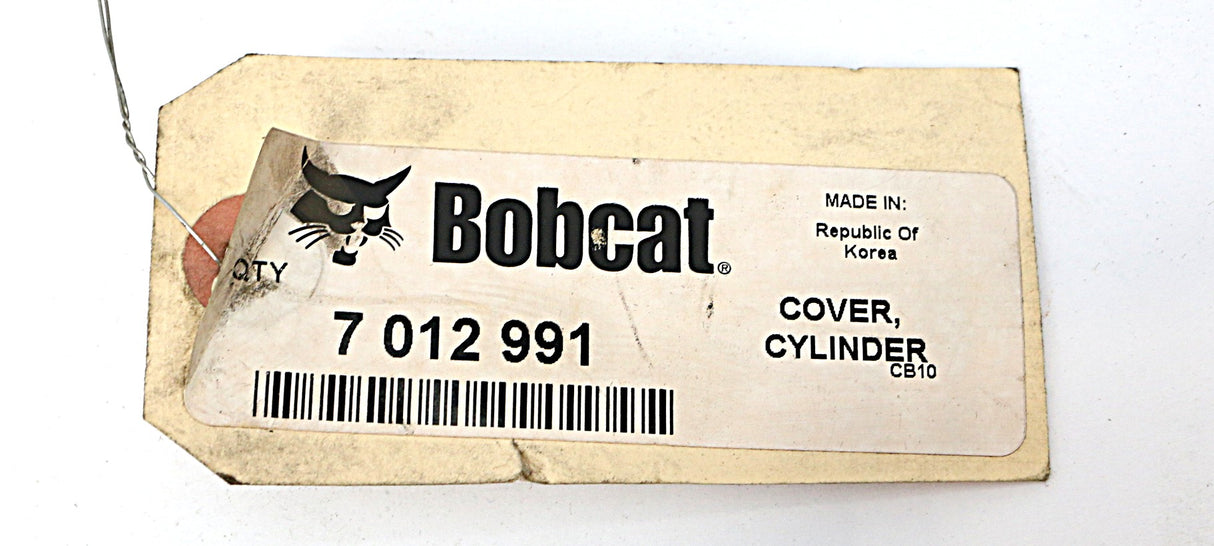 Bobcat®
MADE IN:
Republic Of
Korea
QTY
7 012 991
COVER,
CYLINDER
CB10